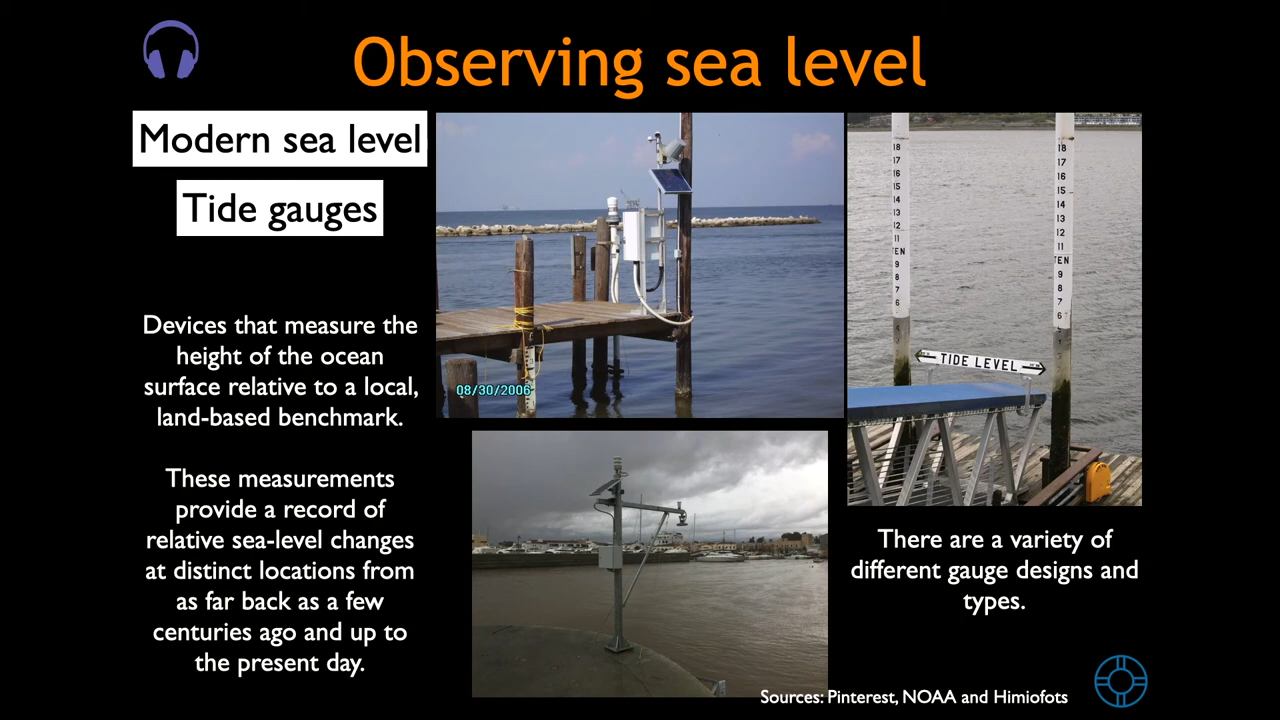 Observing sea level
Modern sea level
Tide gauges
Devices that measure the
height of the ocean
surface relative to a local,
land-based benchmark.
These measurements
provide a record of
relative sea-level changes
at distinct locations from
as far back as a few
centuries ago and up to
the present day.
08/30/2006
18
17
16
15
14
13
12
11
TEN
9
8
7
6
18
17
16
15
14
13
12
11
TEN
9
8
7
6
TIDE LEVEL
There are a variety of
different gauge designs and
types.
Sources: Pinterest, NOAA and Himiofots